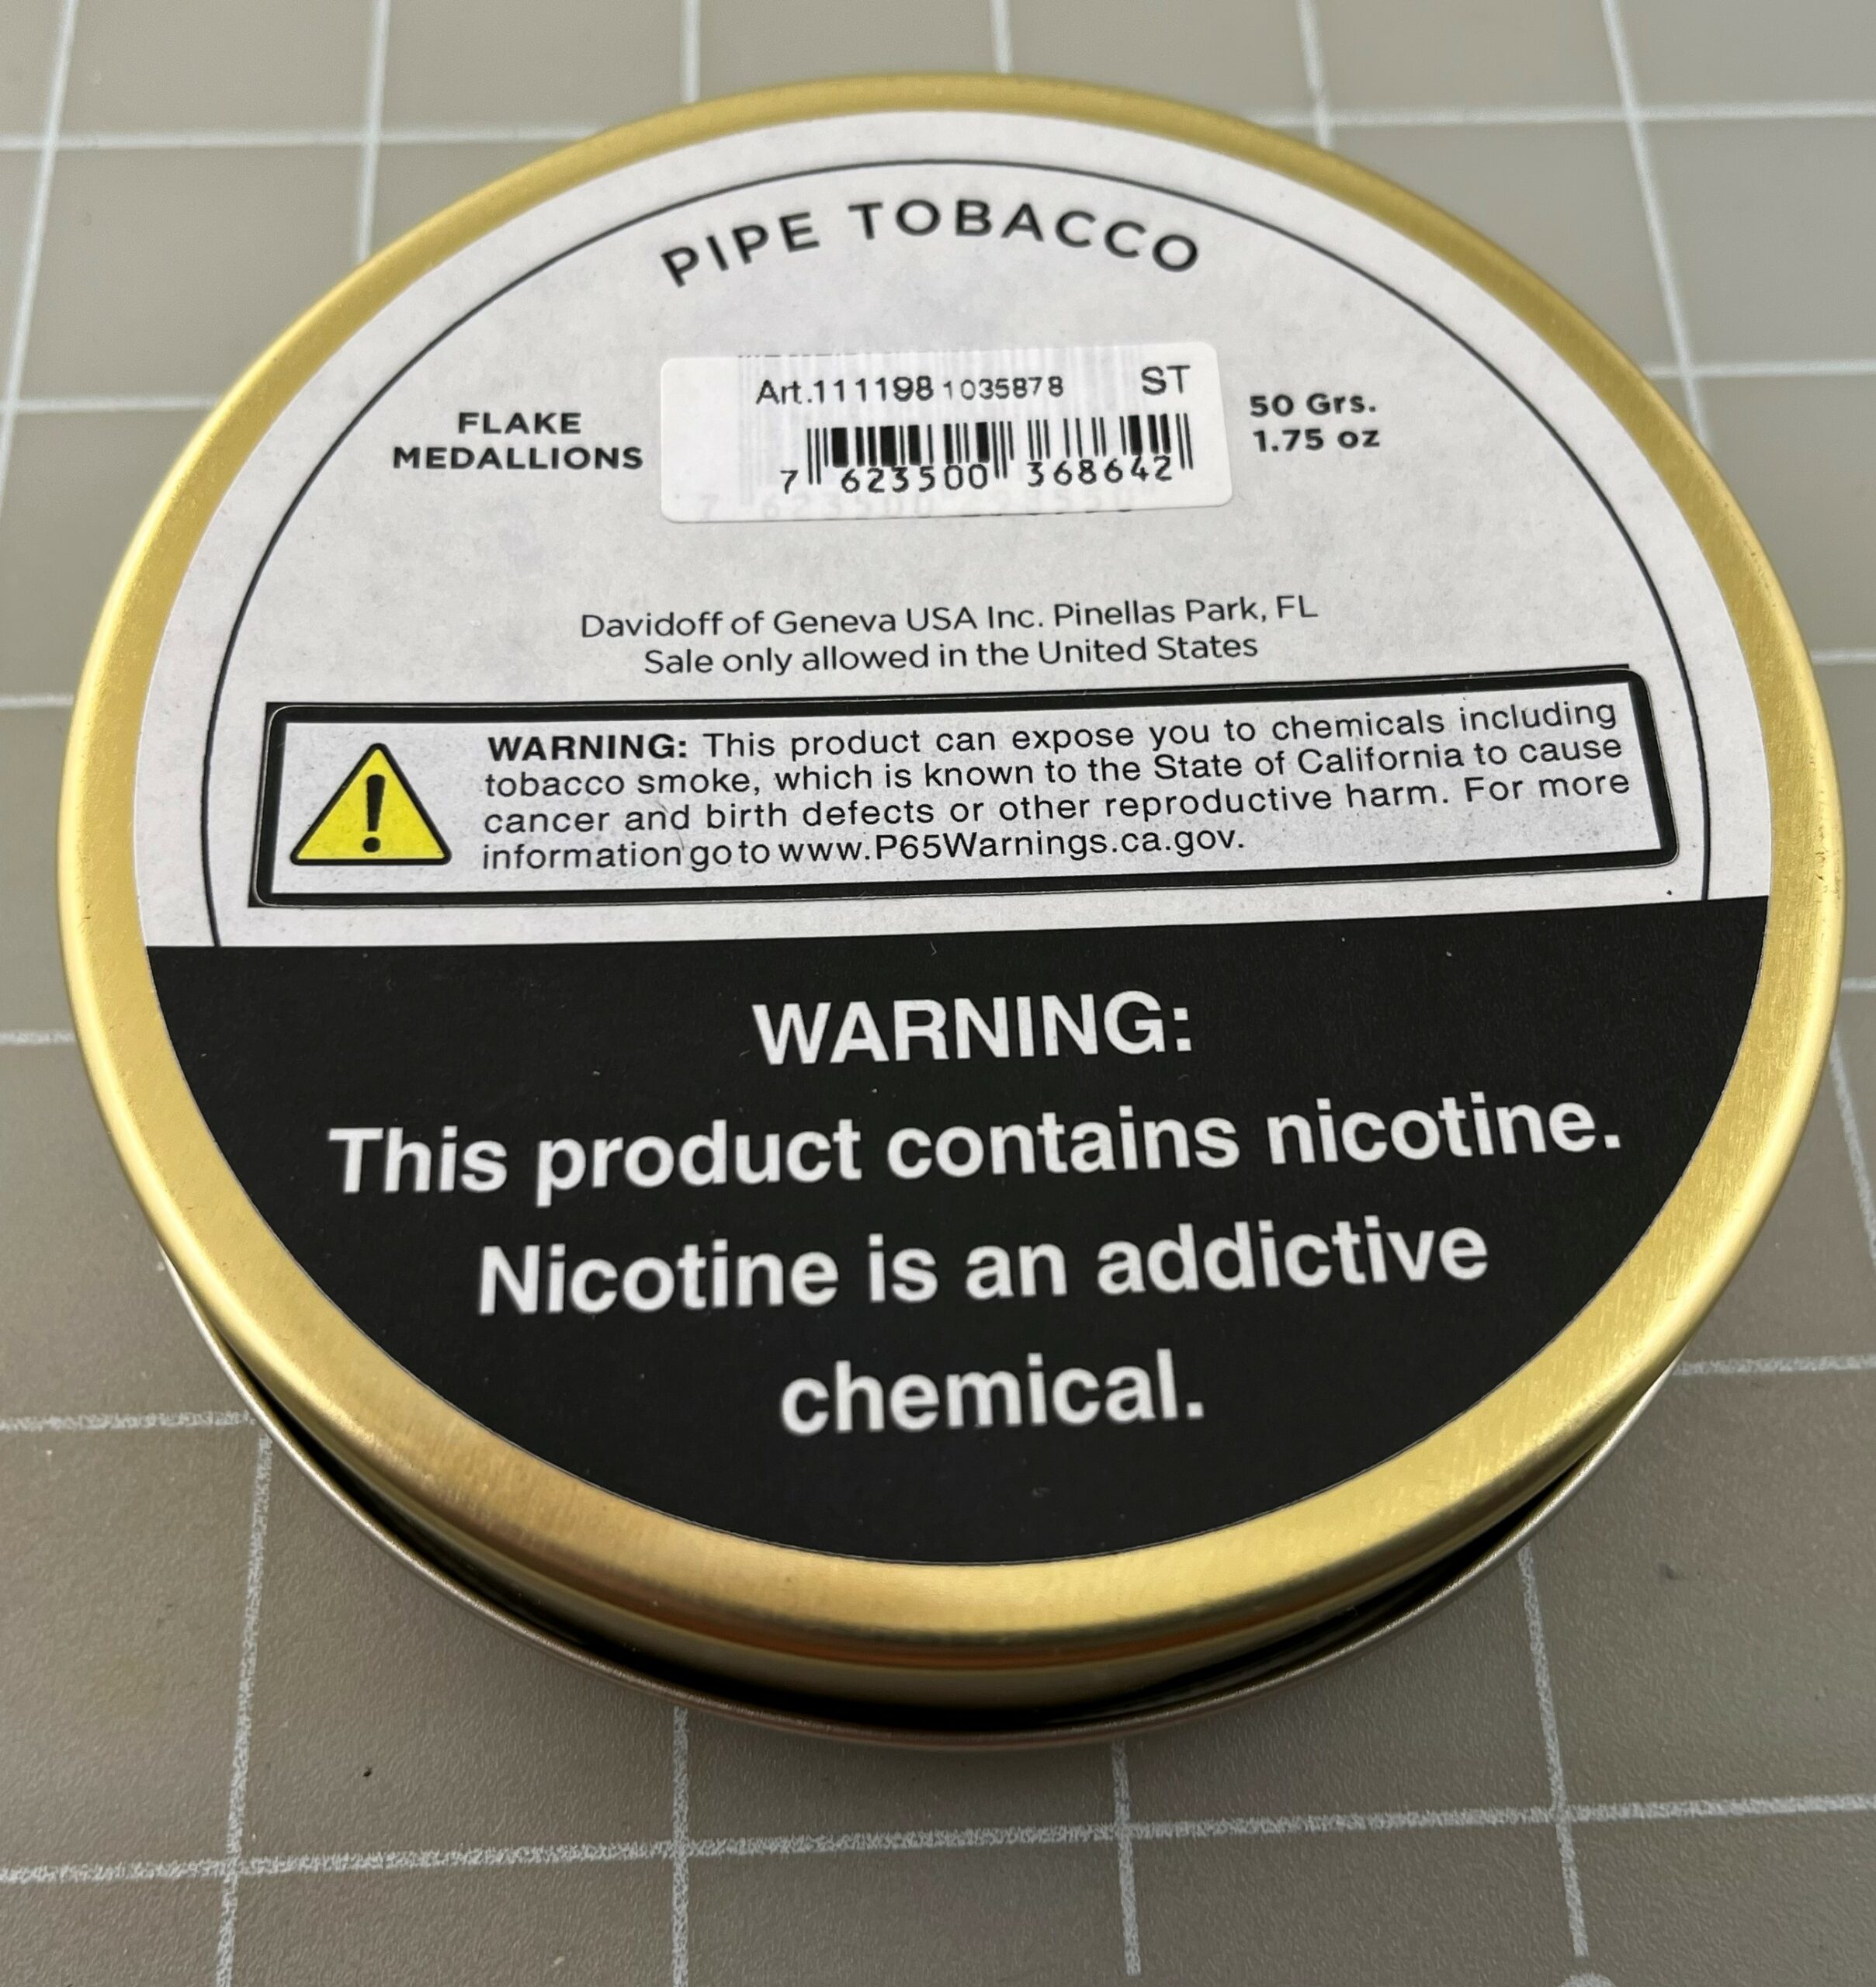 PIPE TOBACCO
Art.111198 1035878 ST
7 623500 368642
FLAKE
MEDALLIONS
50 Grs.
1.75 oz
Davidoff of Geneva USA Inc. Pinellas Park, FL
Sale only allowed in the United States
WARNING: This product can expose you to chemicals including
tobacco smoke, which is known to the State of California to cause
cancer and birth defects or other reproductive harm. For more
information go to www.P65Warnings.ca.gov.
WARNING:
This product contains nicotine.
Nicotine is an addictive
chemical.